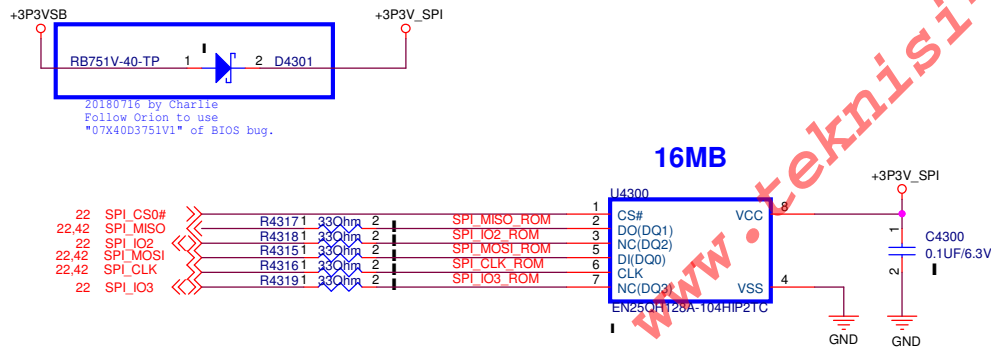 +3P3VSB
+3P3V_SPI
RB751V-40-TP 1 2 D4301
20180716 by Charlie
Follow Orion to use
"07X40D3751V1" of BIOS bug.
16MB
+3P3V_SPI
U4300
22 SPI_CS0# 1 CS# VCC 8
22,42 SPI_MISO R4317 1 33Ohm 2 SPI_MISO_ROM 2 DO(DQ1)
22 SPI_IO2 R4318 1 33Ohm 2 SPI_IO2_ROM 3 NC(DQ2)
22,42 SPI_MOSI R4315 1 33Ohm 2 SPI_MOSI_ROM 5 DI(DQ0)
22,42 SPI_CLK R4316 1 33Ohm 2 SPI_CLK_ROM 6 CLK
22 SPI_IO3 R4319 1 33Ohm 2 SPI_IO3_ROM 7 NC(DQ3) VSS 4
EN25QH128A-104HIP2TC
1
C4300
0.1UF/6.3V
2
GND
GND
www.teknisi